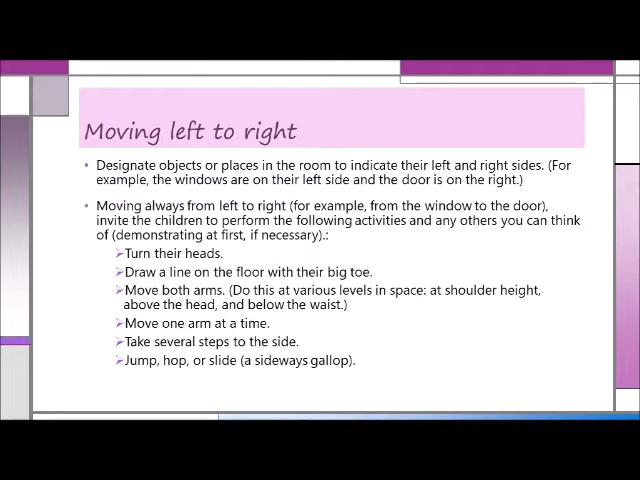 Moving left to right
• Designate objects or places in the room to indicate their left and right sides. (For
example, the windows are on their left side and the door is on the right.)
• Moving always from left to right (for example, from the window to the door),
invite the children to perform the following activities and any others you can think
of (demonstrating at first, if necessary).:
➢Turn their heads.
➢Draw a line on the floor with their big toe.
➢Move both arms. (Do this at various levels in space: at shoulder height,
above the head, and below the waist.)
➢Move one arm at a time.
➢Take several steps to the side.
➢Jump, hop, or slide (a sideways gallop).